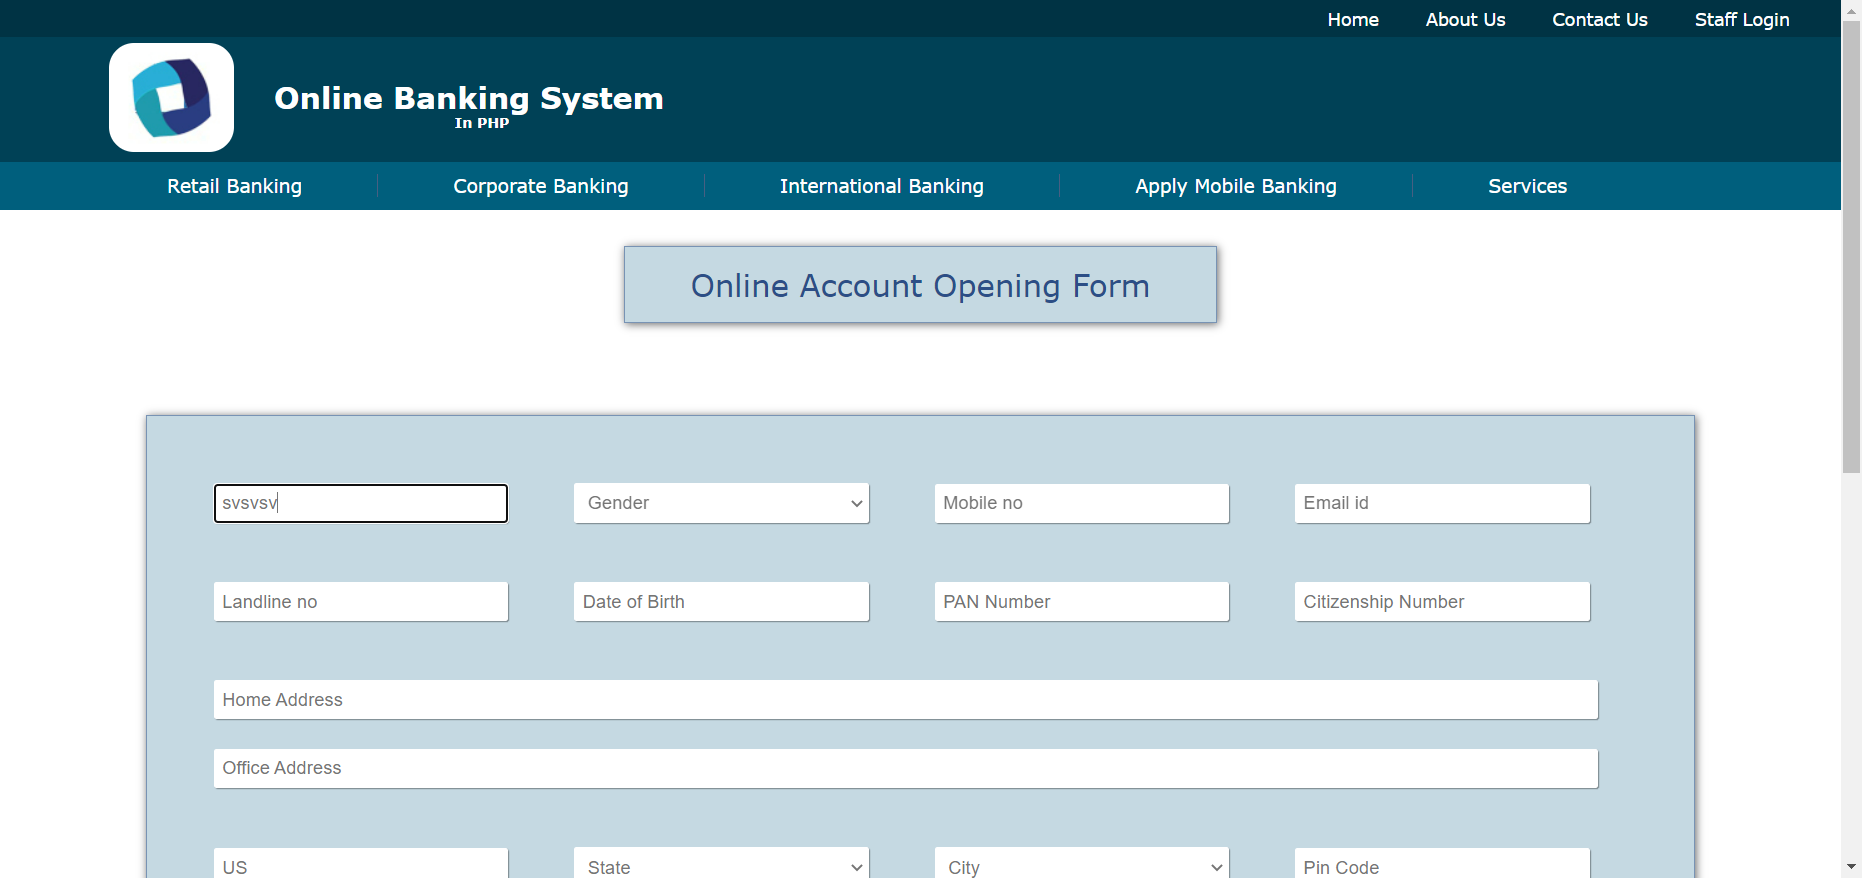 Home About Us Contact Us Staff Login
Online Banking System
In PHP
Retail Banking Corporate Banking International Banking Apply Mobile Banking Services
Online Account Opening Form
svsvsv Gender Mobile no Email id
Landline no Date of Birth PAN Number Citizenship Number
Home Address
Office Address
US State City Pin Code